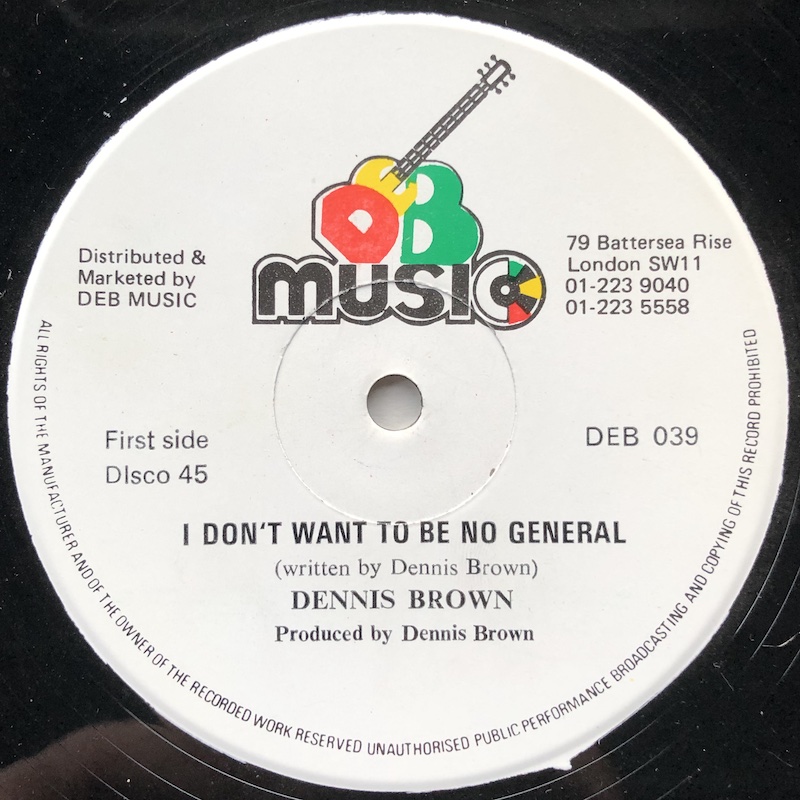 DEB
MUSIC
Distributed &
Marketed by
DEB MUSIC
79 Battersea Rise
London SW11
01-223 9040
01-223 5558
First side
DIsco 45
DEB 039
I DON'T WANT TO BE NO GENERAL
(written by Dennis Brown)
DENNIS BROWN
Produced by Dennis Brown
ALL RIGHTS OF THE MANUFACTURER AND OF THE OWNER OF THE RECORDED WORK RESERVED UNAUTHORISED PUBLIC PERFORMANCE BROADCASTING AND COPYING OF THIS RECORD PROHIBITED